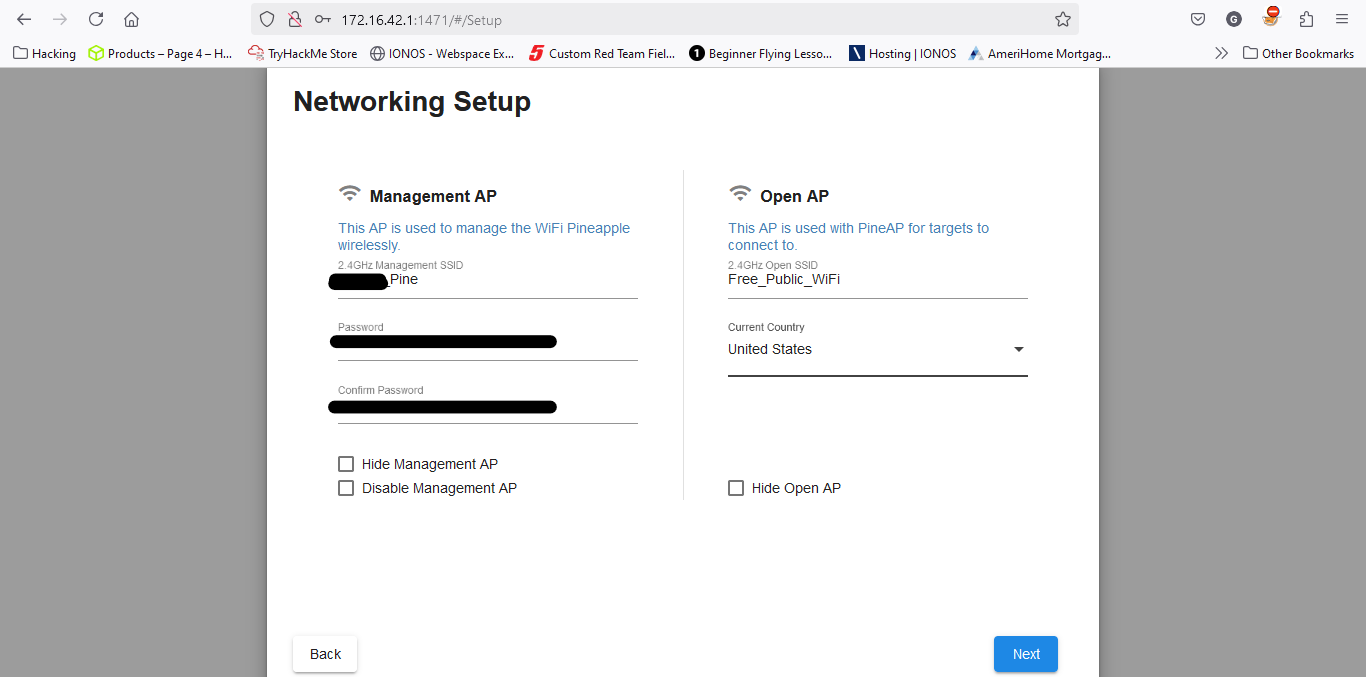 172.16.42.1:1471/#/Setup
G
Hacking
Products – Page 4 – H...
TryHackMe Store
IONOS - Webspace Ex...
5 Custom Red Team Fiel...
1 Beginner Flying Lesso...
Hosting | IONOS
AmeriHome Mortgag...
Other Bookmarks
Networking Setup
Management AP
This AP is used to manage the WiFi Pineapple
wirelessly.
2.4GHz Management SSID
_Pine
Password
Confirm Password
Hide Management AP
Disable Management AP
Open AP
This AP is used with PineAP for targets to
connect to.
2.4GHz Open SSID
Free_Public_WiFi
Current Country
United States
Hide Open AP
Back
Next